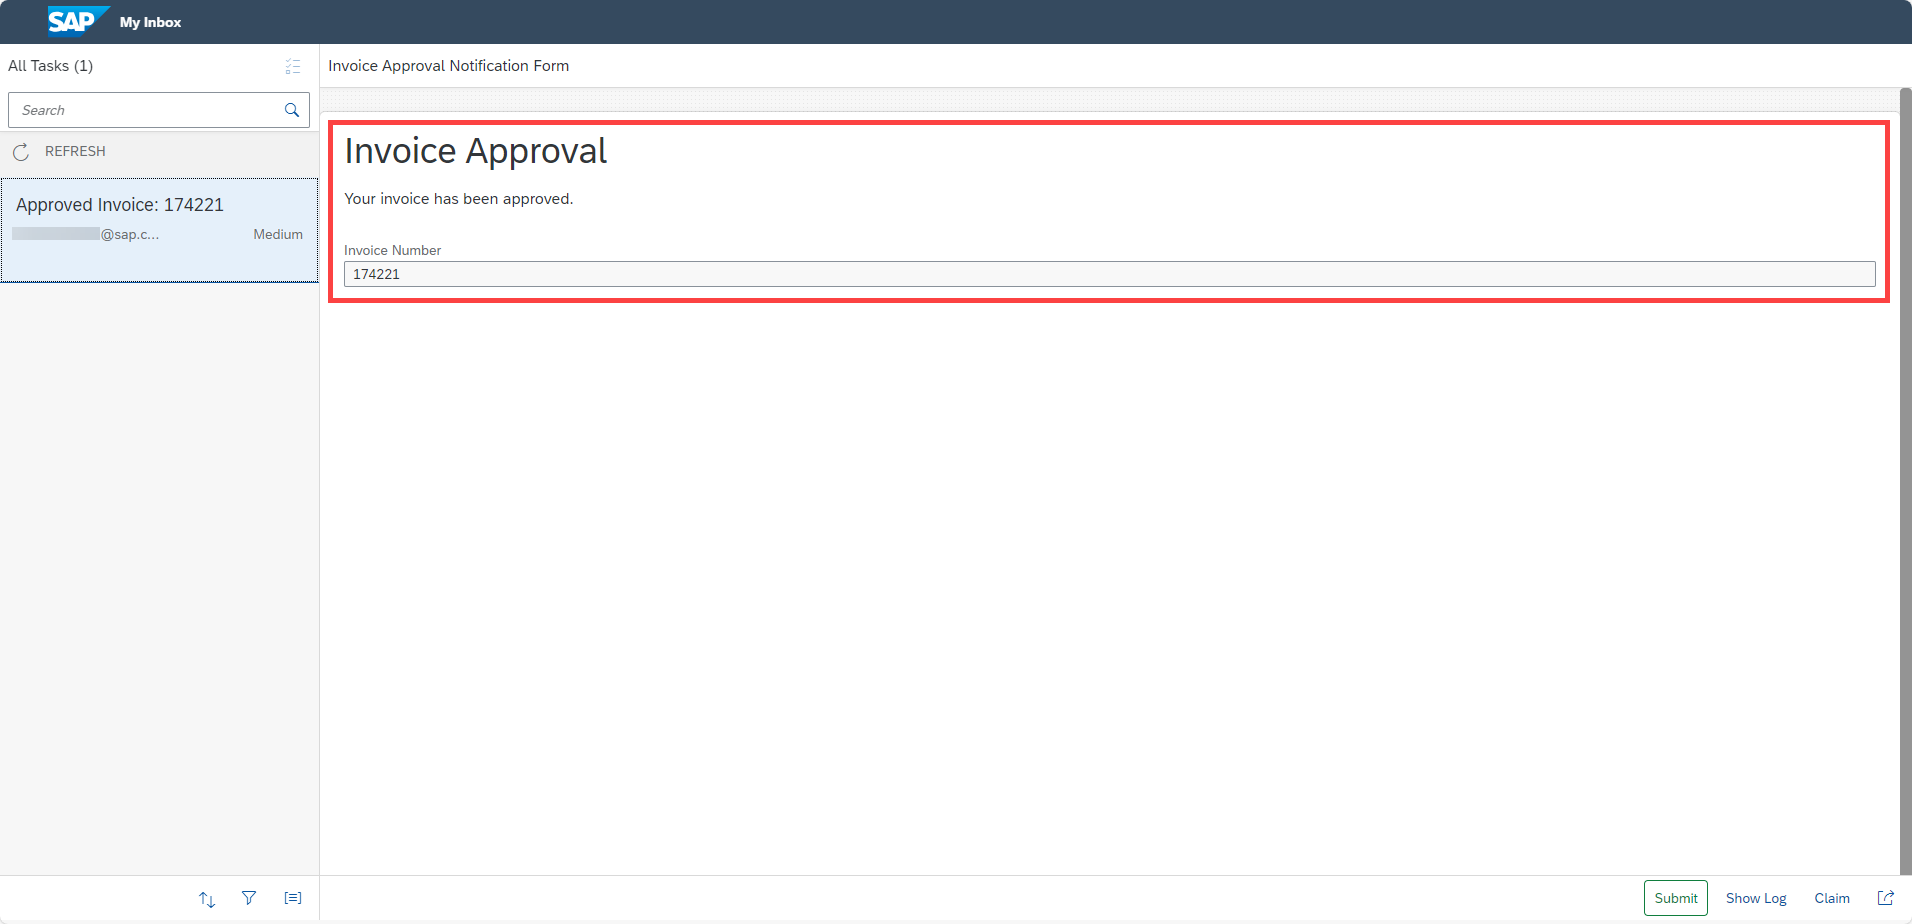 SAP My Inbox
All Tasks (1)
Invoice Approval Notification Form
Search
REFRESH
Approved Invoice: 174221
@sap.c... Medium
Invoice Approval
Your invoice has been approved.
Invoice Number
174221
Submit Show Log Claim